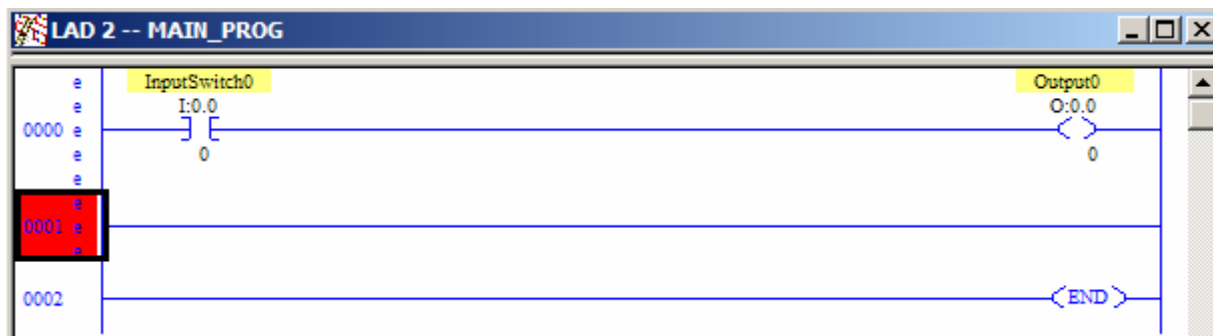 LAD 2 -- MAIN_PROG
e InputSwitch0 Output0
e I:0.0 O:0.0
0000 e
e 0 0
e
e
0001 e
e
0002 END